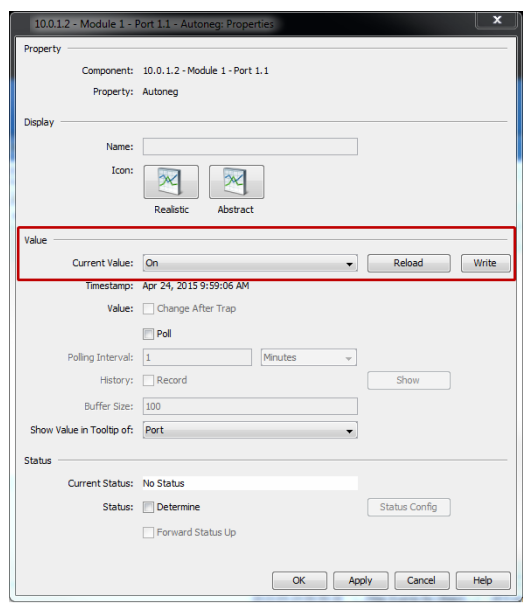 10.0.1.2 - Module 1 - Port 1.1 - Autoneg: Properties
x
Property
Component: 10.0.1.2 - Module 1 - Port 1.1
Property: Autoneg
Display
Name:
Icon:
Realistic Abstract
Value
Current Value: On Reload Write
Timestamp: Apr 24, 2015 9:59:06 AM
Value: Change After Trap
Poll
Polling Interval: 1 Minutes
History: Record Show
Buffer Size: 100
Show Value in Tooltip of: Port
Status
Current Status: No Status
Status: Determine Status Config
Forward Status Up
OK Apply Cancel Help